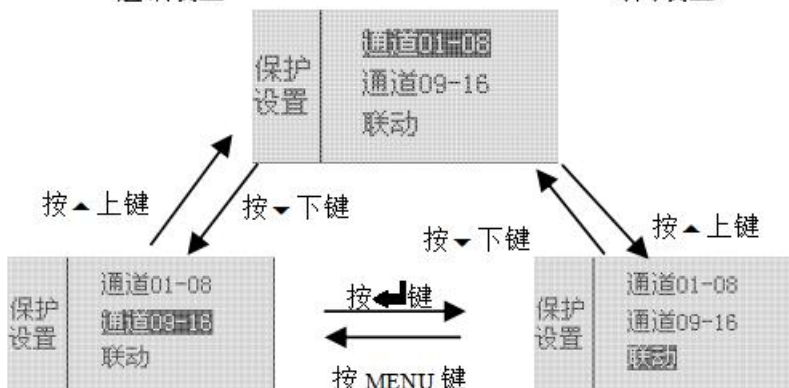 保护
设置
通道01-08
通道09-16
联动
按▲上键
按▼下键
按▼下键
按▲上键
保护
设置
通道01-08
通道09-16
联动
按↵键
按 MENU 键
保护
设置
通道01-08
通道09-16
联动